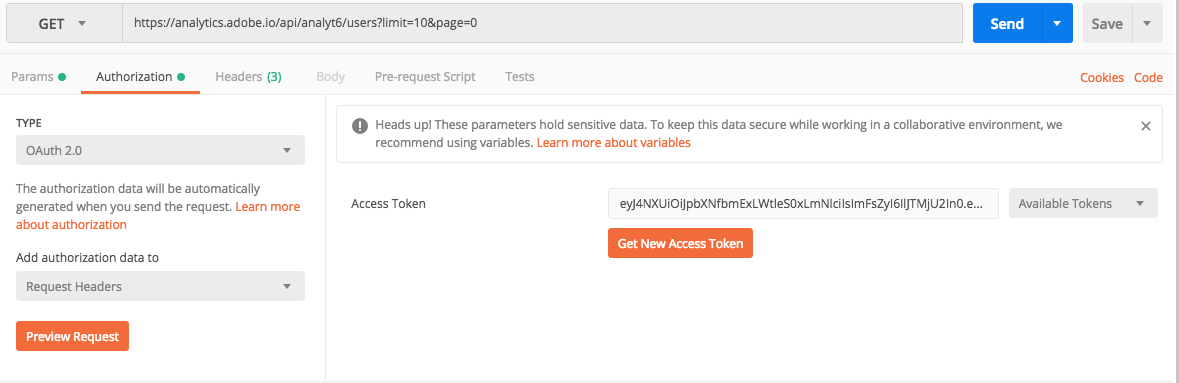 GET
https://analytics.adobe.io/api/analyt6/users?limit=10&page=0
Send
Save
Params
Authorization
Headers (3)
Body
Pre-request Script
Tests
Cookies
Code
TYPE
OAuth 2.0
The authorization data will be automatically
generated when you send the request. Learn more
about authorization
Add authorization data to
Request Headers
Preview Request
Heads up! These parameters hold sensitive data. To keep this data secure while working in a collaborative environment, we
recommend using variables. Learn more about variables
Access Token
Available Tokens
Get New Access Token